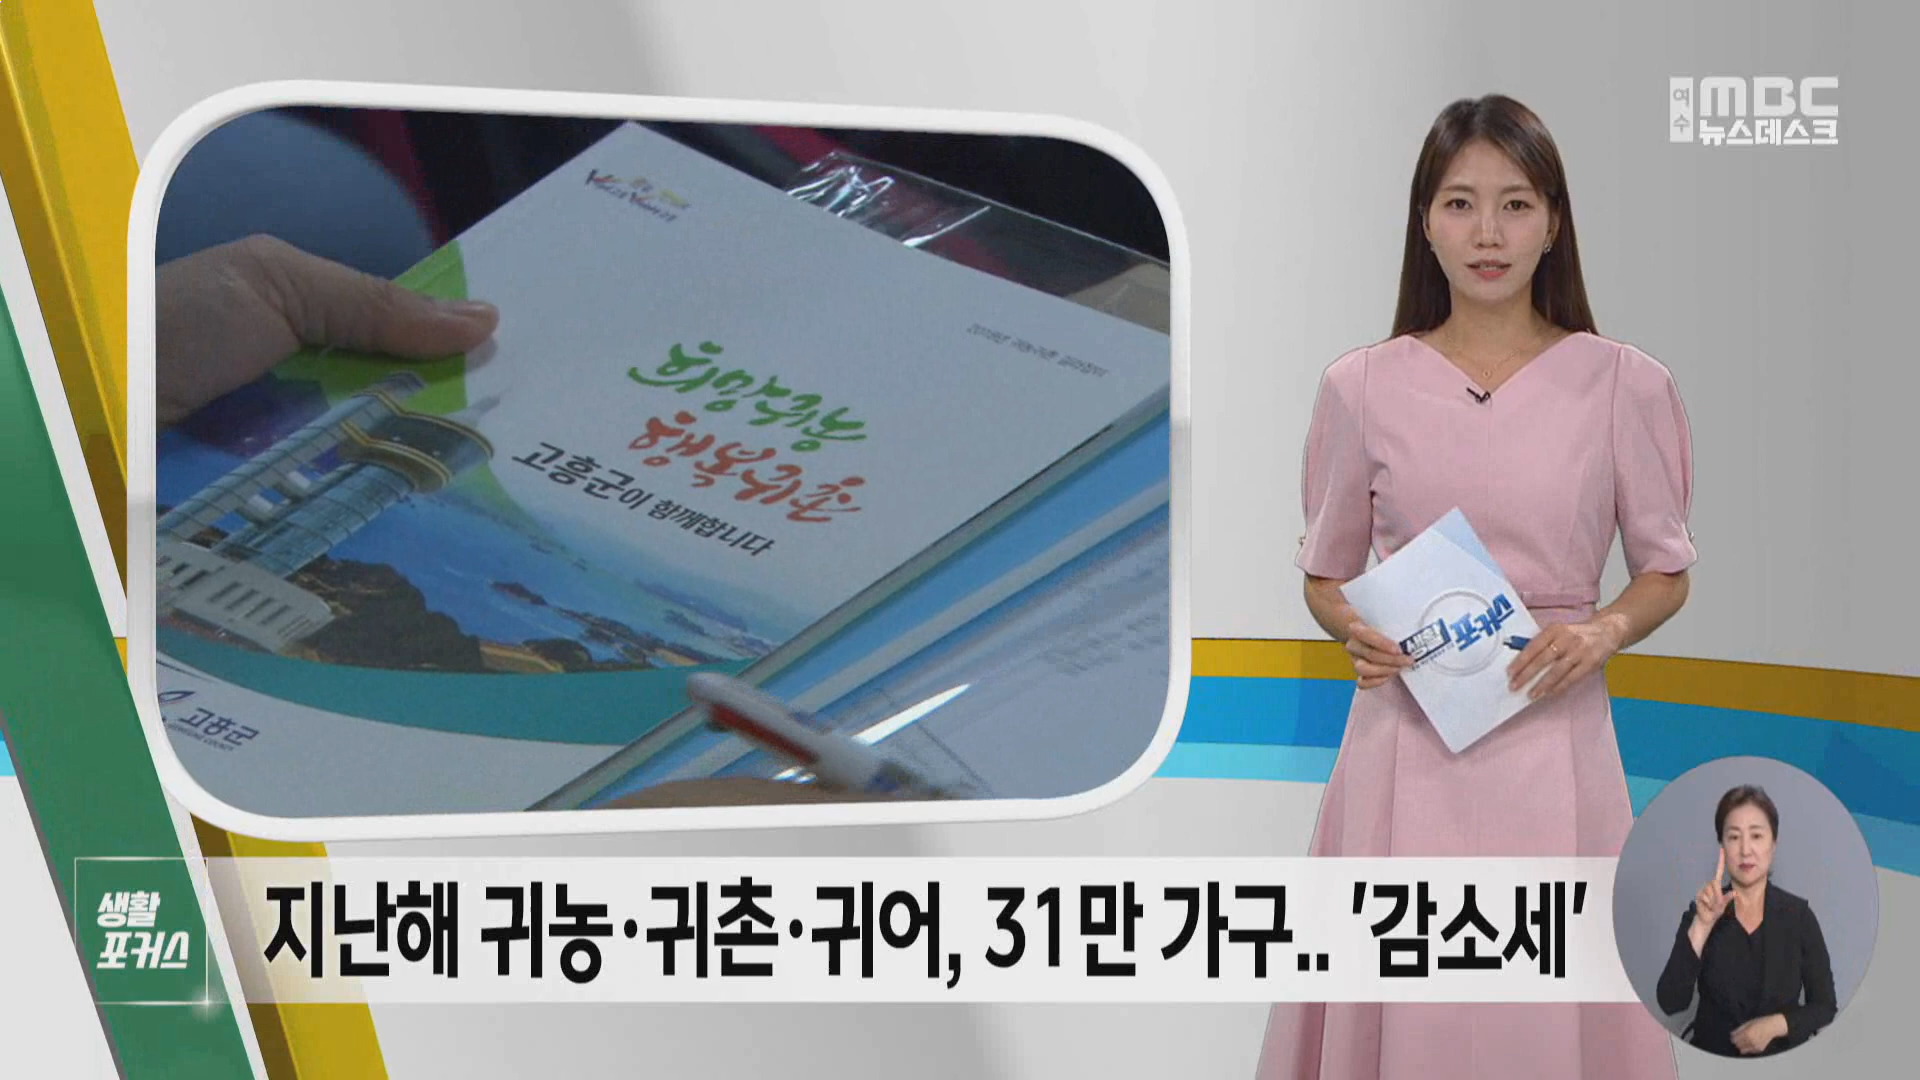 여수
MBC
뉴스데스크
희망귀농
행복귀촌
고흥군이 함께합니다
고흥군
생활
포커스
지난해 귀농·귀촌·귀어, 31만 가구.. '감소세'